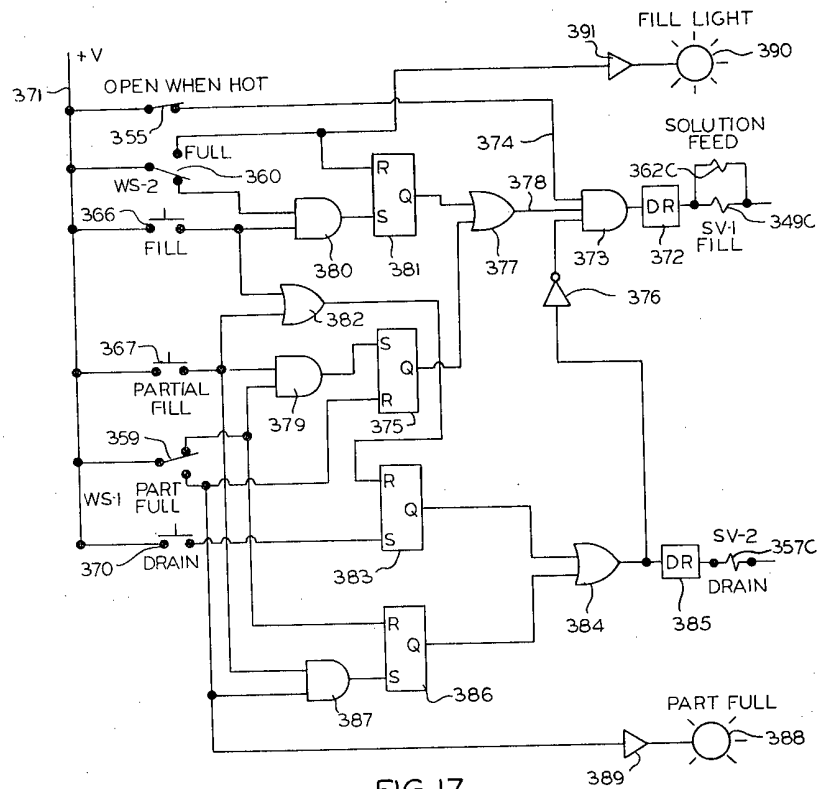 FILL LIGHT
391
390
+V
371
OPEN WHEN HOT
355
374
SOLUTION
FEED
362C
FULL
360
WS-2
366
FILL
R
Q
S
380
381
378
377
373
DR
372
SV-1
FILL
349C
376
382
367
PARTIAL
FILL
S
Q
R
379
375
359
WS-1
PART
FULL
370
DRAIN
R
Q
S
383
384
DR
385
SV-2
357C
DRAIN
R
Q
S
386
387
PART FULL
388
389
FIG. 17